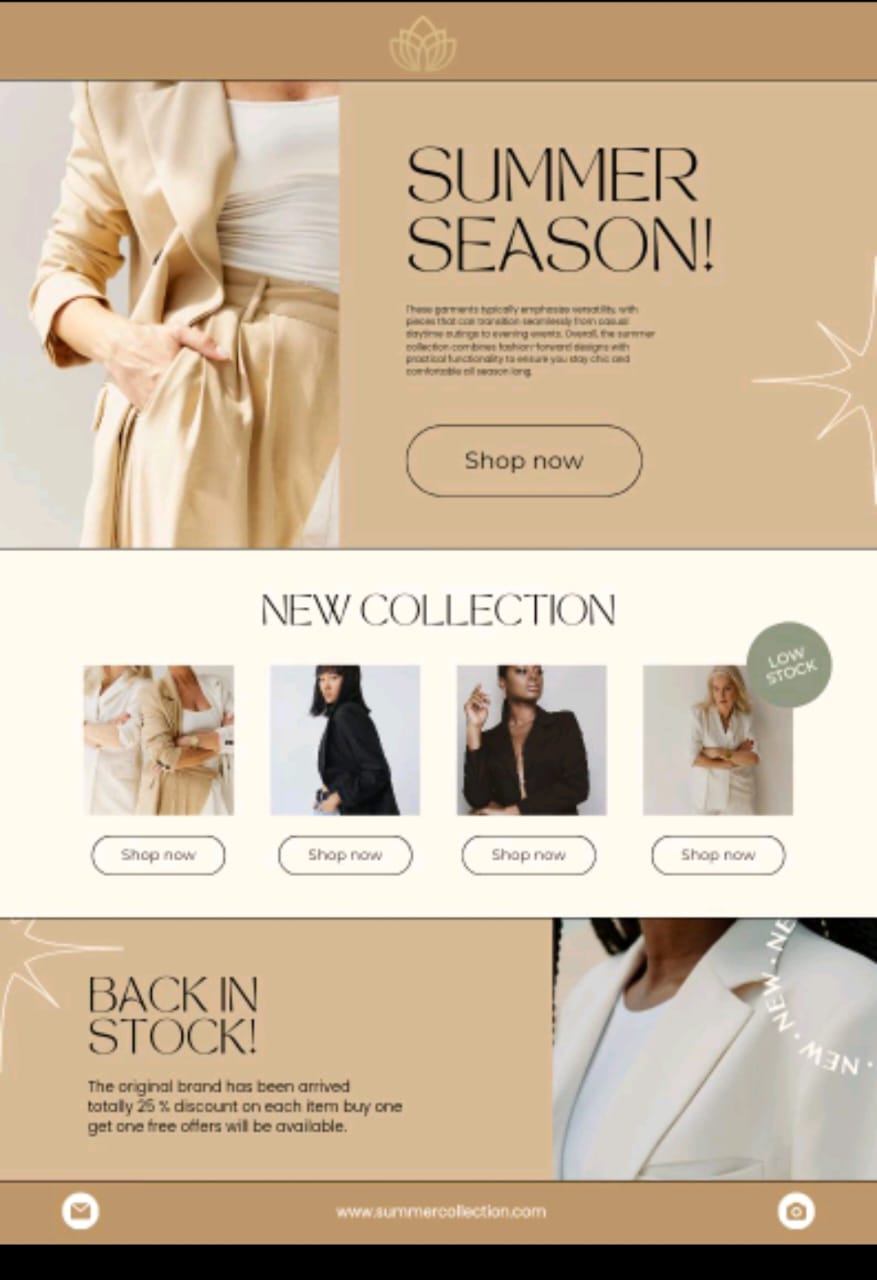 SUMMER
SEASON!
These garments typically emphasize versatility, with
pieces that can transition seamlessly from casual
daytime outings to evening events. Overall, the summer
collection combines fashion-forward designs with
practical functionality to ensure you stay chic and
comfortable all season long.
Shop now
NEW COLLECTION
LOW
STOCK
Shop now
Shop now
Shop now
Shop now
BACK IN
STOCK!
The original brand has been arrived
totally 25 % discount on each item buy one
get one free offers will be available.
NEW • NEW • NEW •
www.summercollection.com